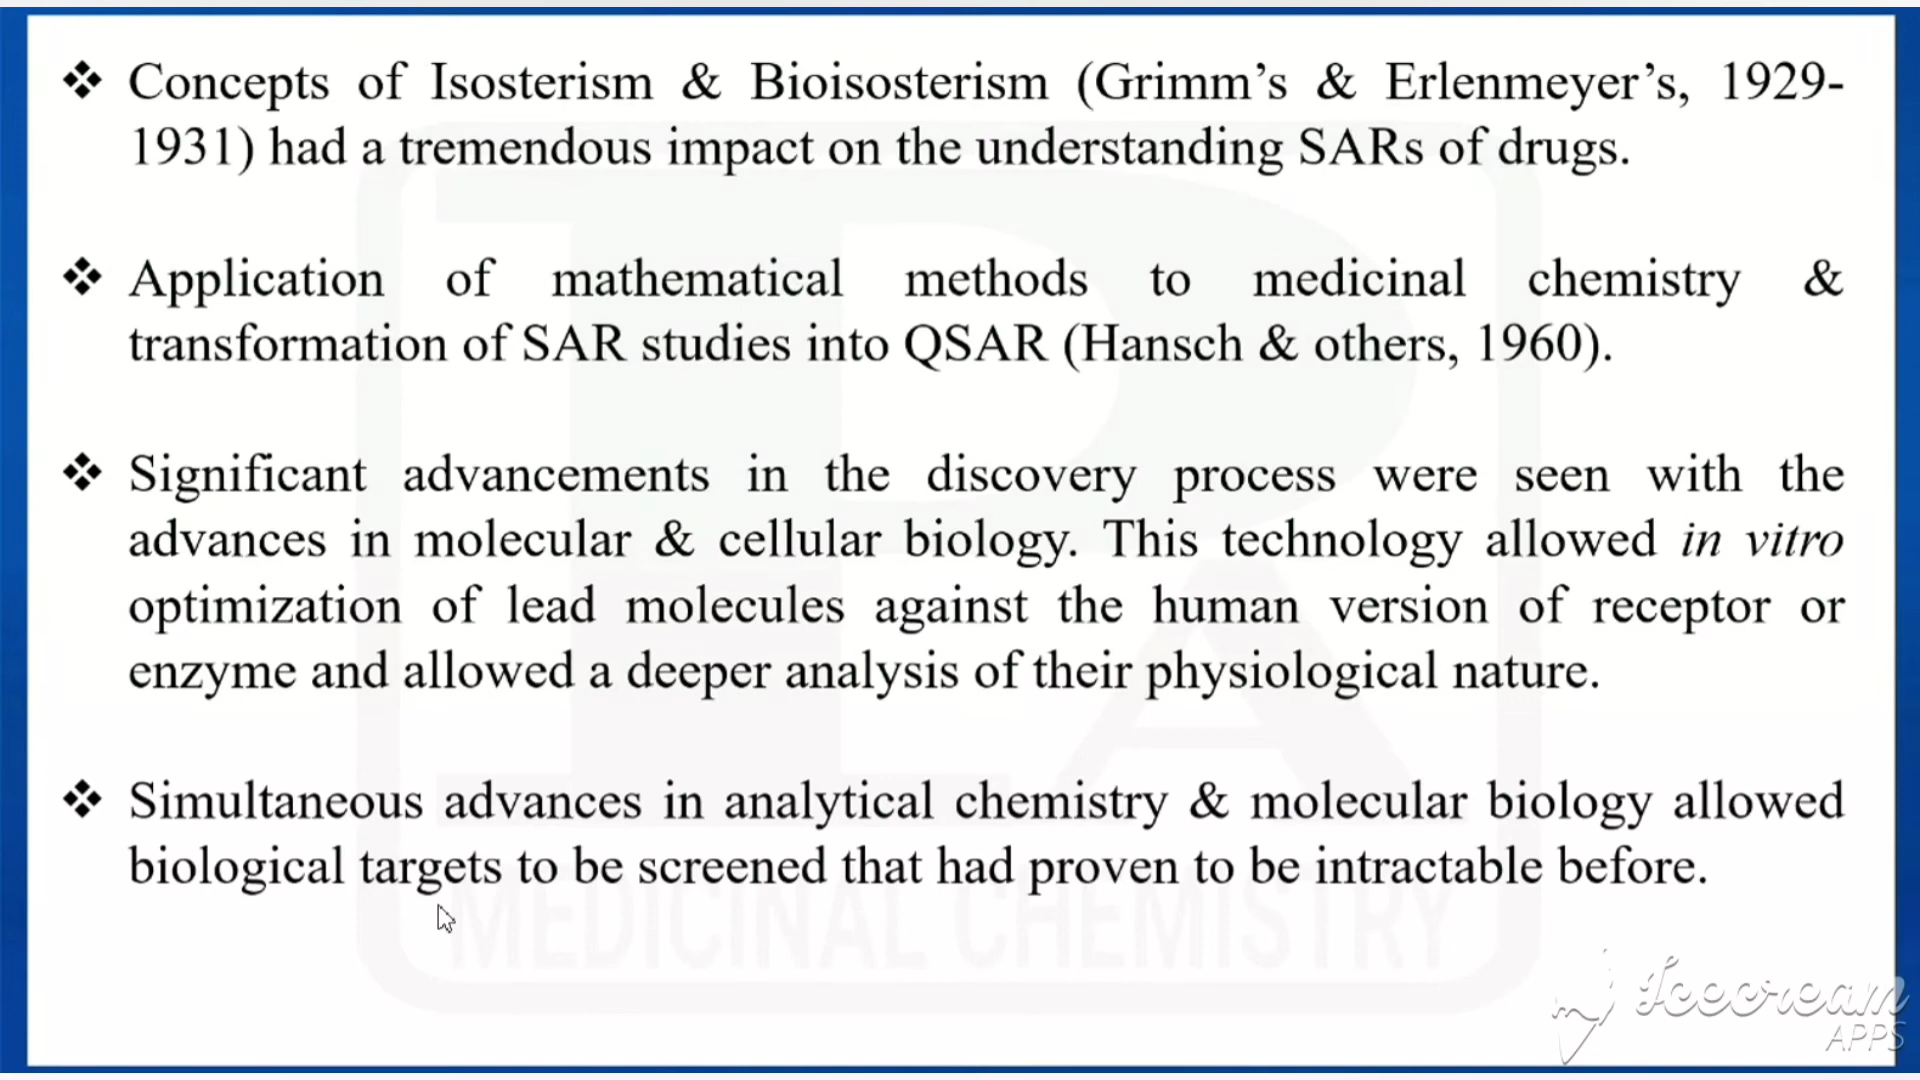 ❖ Concepts of Isosterism & Bioisosterism (Grimm’s & Erlenmeyer’s, 1929-
1931) had a tremendous impact on the understanding SARs of drugs.
❖ Application of mathematical methods to medicinal chemistry &
transformation of SAR studies into QSAR (Hansch & others, 1960).
❖ Significant advancements in the discovery process were seen with the
advances in molecular & cellular biology. This technology allowed in vitro
optimization of lead molecules against the human version of receptor or
enzyme and allowed a deeper analysis of their physiological nature.
❖ Simultaneous advances in analytical chemistry & molecular biology allowed
biological targets to be screened that had proven to be intractable before.
MEDICINAL CHEMISTRY
Icecream
APPS